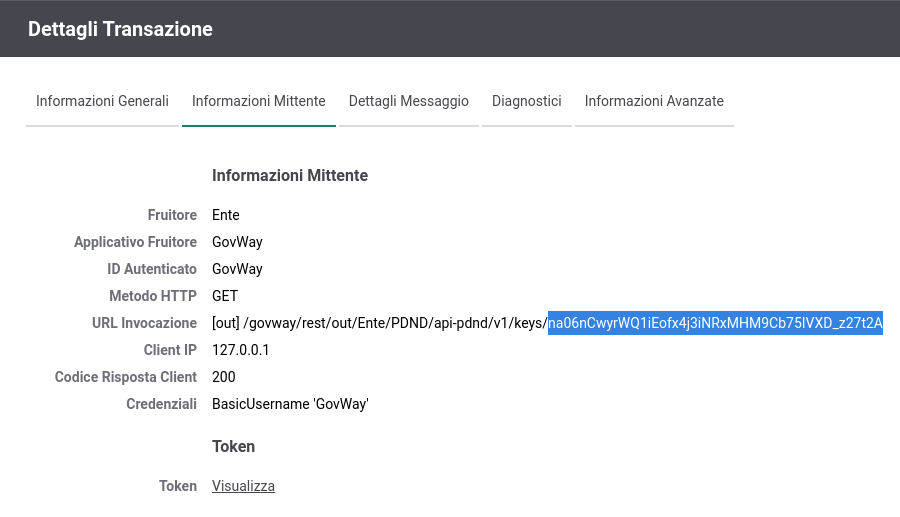 Dettagli Transazione
Informazioni Generali Informazioni Mittente Dettagli Messaggio Diagnostici Informazioni Avanzate
Informazioni Mittente
Fruitore Ente
Applicativo Fruitore GovWay
ID Autenticato GovWay
Metodo HTTP GET
URL Invocazione [out] /govway/rest/out/Ente/PDND/api-pdnd/v1/keys/na06nCwyrWQ1iEofx4j3iNRxMHM9Cb75lVXD_z27t2A
Client IP 127.0.0.1
Codice Risposta Client 200
Credenziali BasicUsername 'GovWay'
Token
Token Visualizza